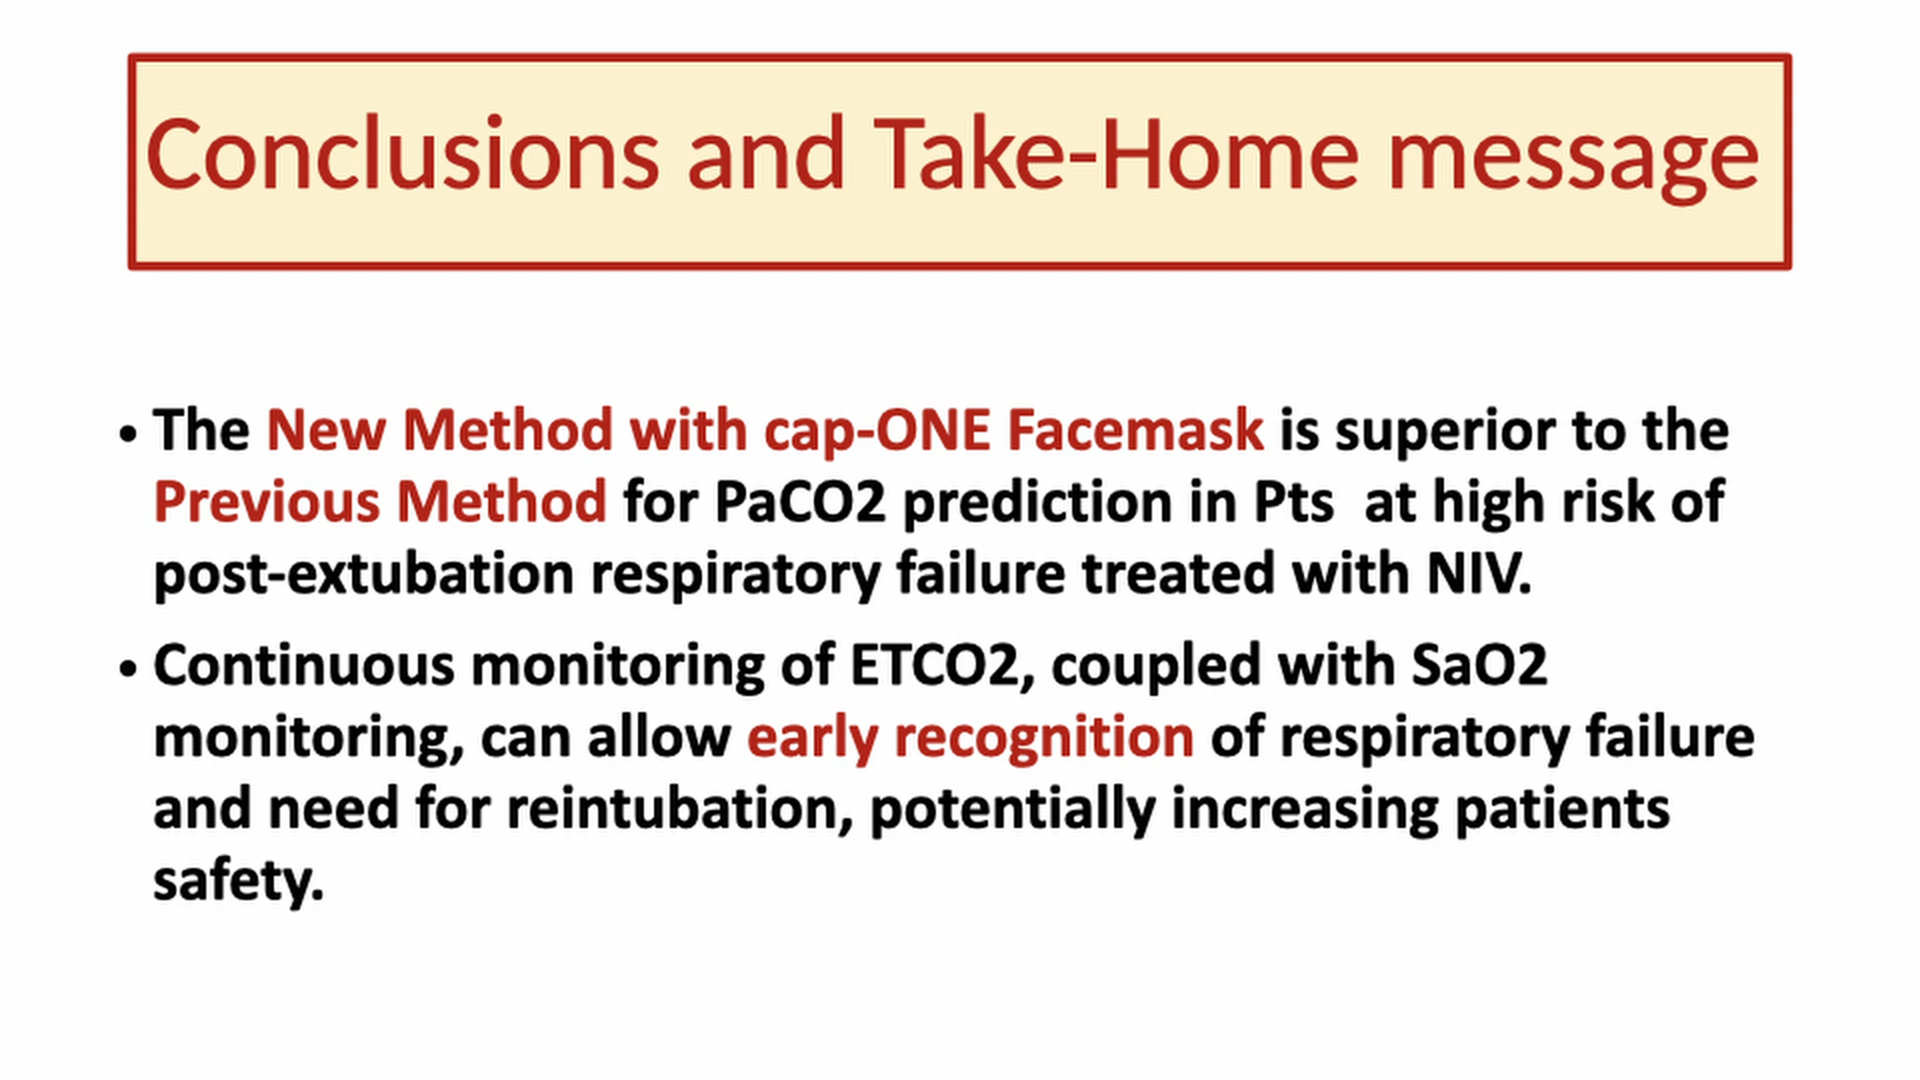 Conclusions and Take-Home message
• The New Method with cap-ONE Facemask is superior to the
Previous Method for PaCO2 prediction in Pts  at high risk of
post-extubation respiratory failure treated with NIV.
• Continuous monitoring of ETCO2, coupled with SaO2
monitoring, can allow early recognition of respiratory failure
and need for reintubation, potentially increasing patients
safety.